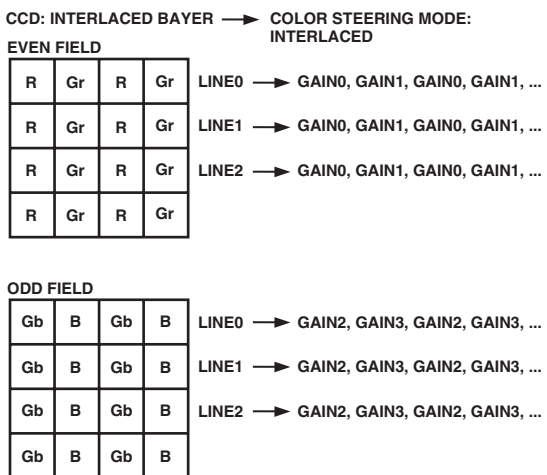 CCD: INTERLACED BAYER → COLOR STEERING MODE:
INTERLACED
EVEN FIELD
R Gr R Gr LINE0 → GAIN0, GAIN1, GAIN0, GAIN1, ...
R Gr R Gr LINE1 → GAIN0, GAIN1, GAIN0, GAIN1, ...
R Gr R Gr LINE2 → GAIN0, GAIN1, GAIN0, GAIN1, ...
R Gr R Gr
ODD FIELD
Gb B Gb B LINE0 → GAIN2, GAIN3, GAIN2, GAIN3, ...
Gb B Gb B LINE1 → GAIN2, GAIN3, GAIN2, GAIN3, ...
Gb B Gb B LINE2 → GAIN2, GAIN3, GAIN2, GAIN3, ...
Gb B Gb B